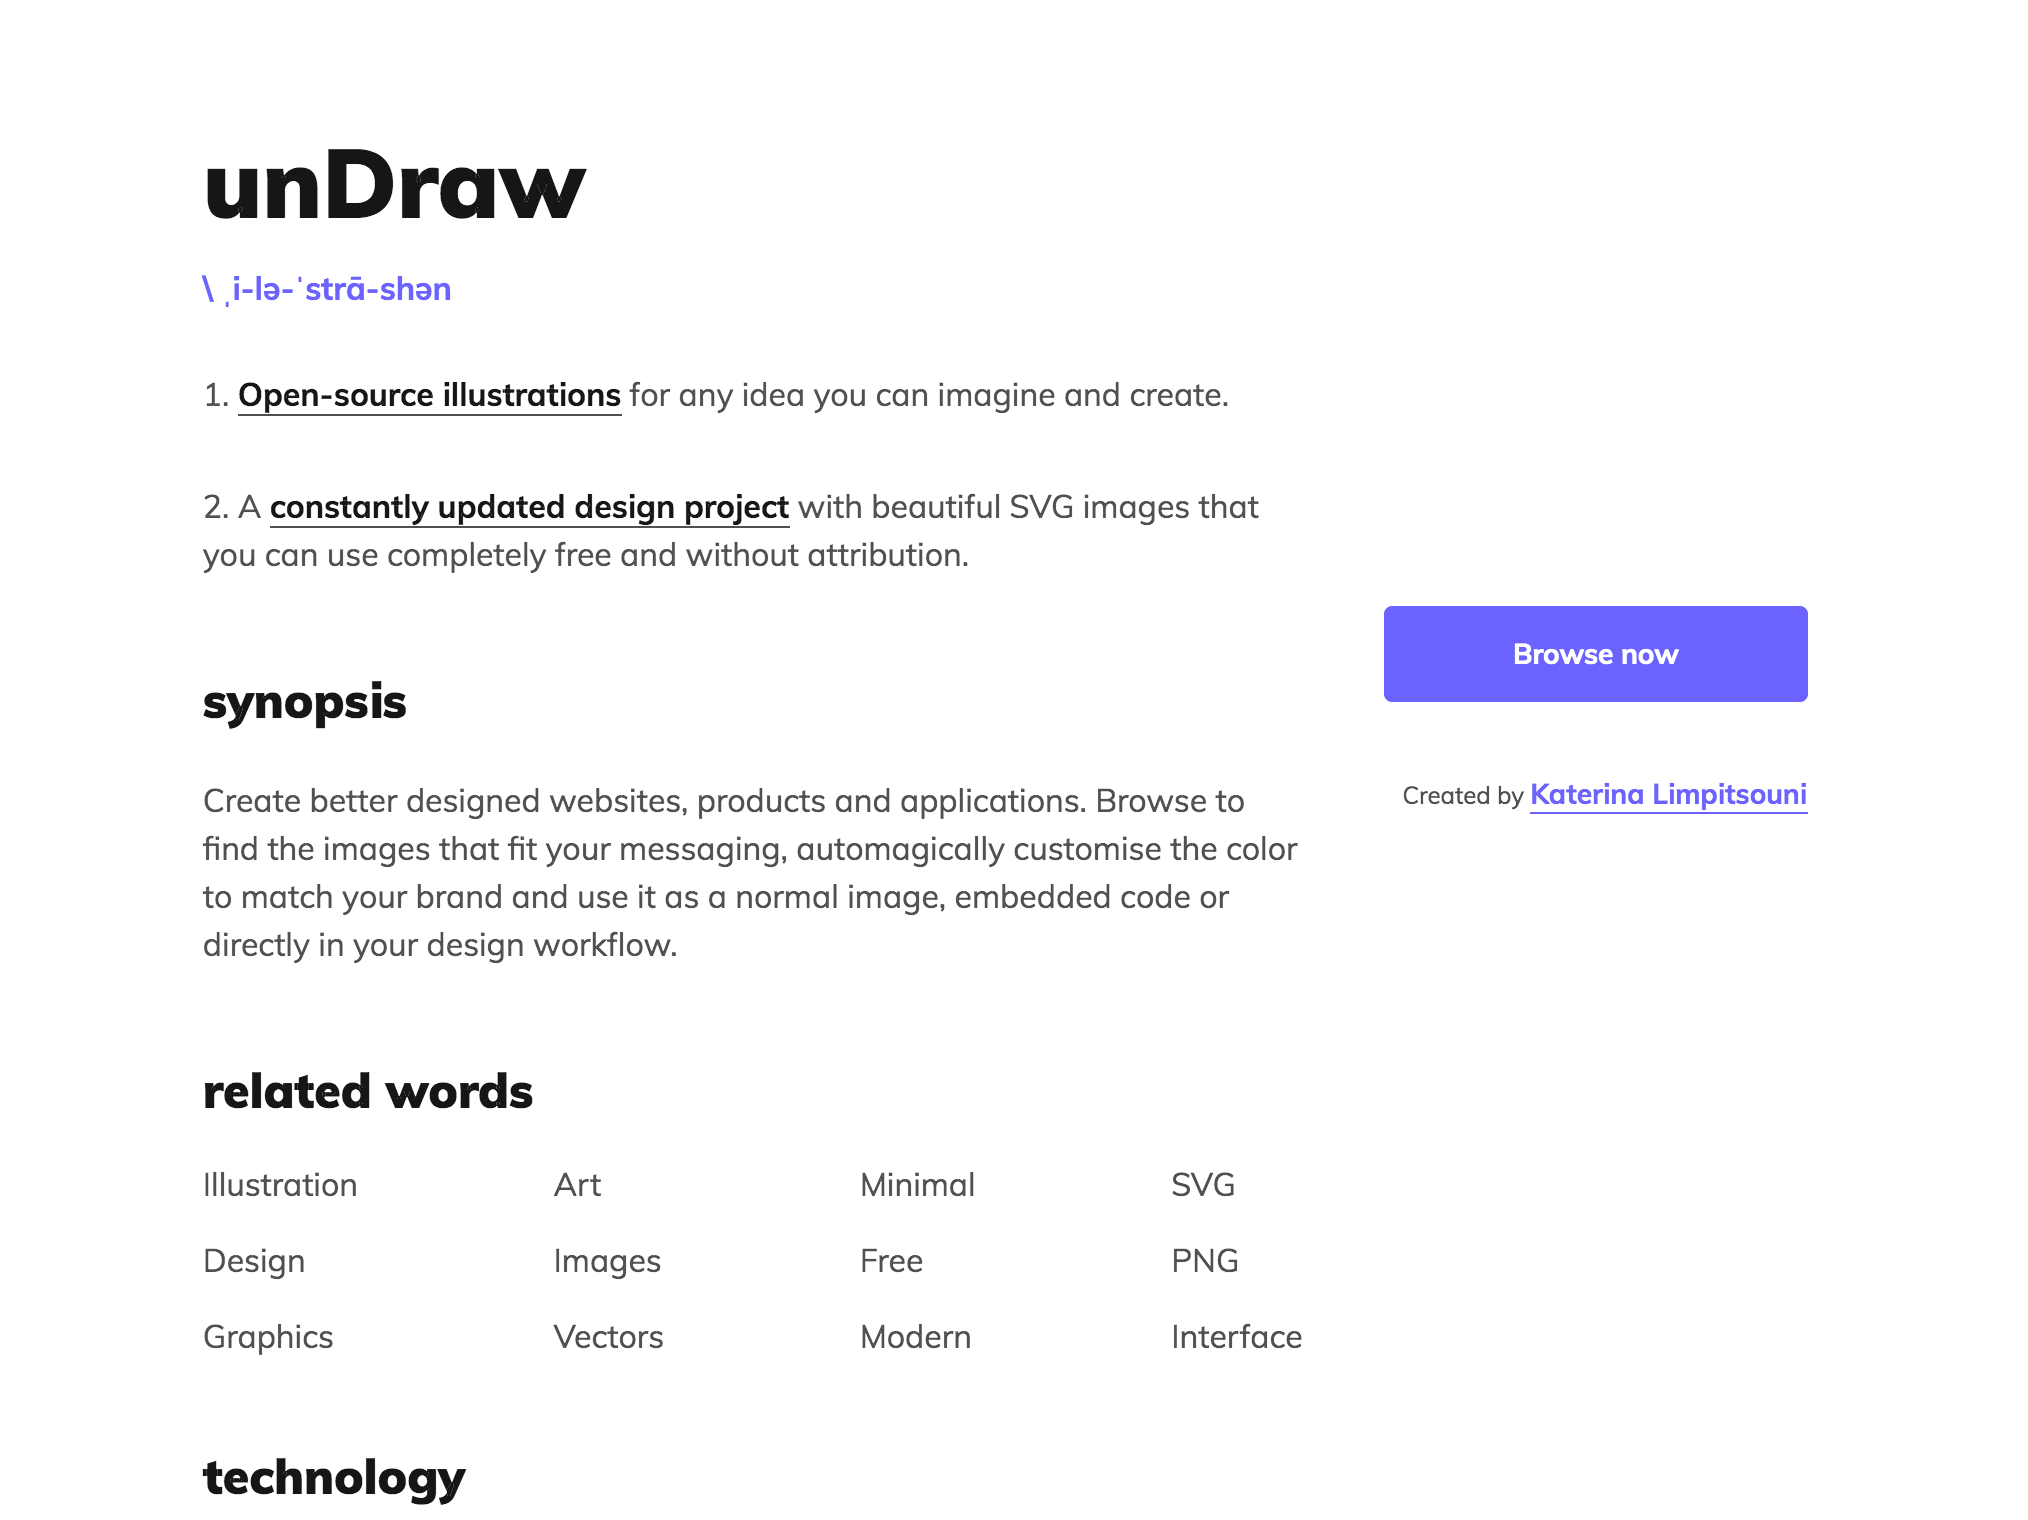 unDraw
\ ˌi-lə-ˈstrā-shən
1. Open-source illustrations for any idea you can imagine and create.
2. A constantly updated design project with beautiful SVG images that
you can use completely free and without attribution.
Browse now
synopsis
Created by Katerina Limpitsouni
Create better designed websites, products and applications. Browse to
find the images that fit your messaging, automagically customise the color
to match your brand and use it as a normal image, embedded code or
directly in your design workflow.
related words
Illustration Art Minimal SVG
Design Images Free PNG
Graphics Vectors Modern Interface
technology